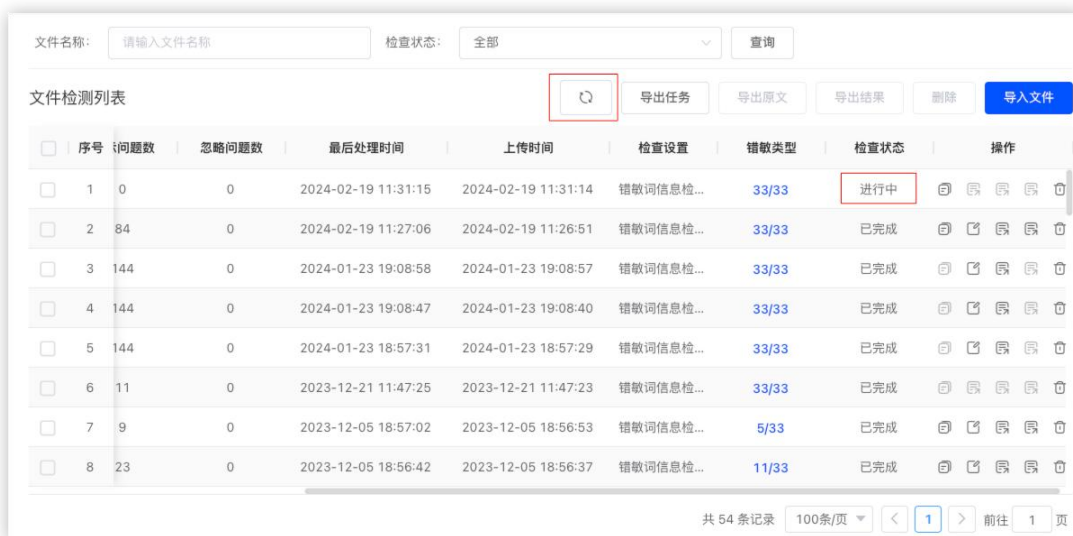 文件名称: 请输入文件名称 检查状态: 全部 查询
文件检测列表 导出任务 导出原文 导出结果 删除 导入文件
序号 问题数 忽略问题数 最后处理时间 上传时间 检查设置 错敏类型 检查状态 操作
1 0 0 2024-02-19 11:31:15 2024-02-19 11:31:14 错敏词信息检... 33/33 进行中
2 84 0 2024-02-19 11:27:06 2024-02-19 11:26:51 错敏词信息检... 33/33 已完成
3 144 0 2024-01-23 19:08:58 2024-01-23 19:08:57 错敏词信息检... 33/33 已完成
4 144 0 2024-01-23 19:08:47 2024-01-23 19:08:40 错敏词信息检... 33/33 已完成
5 144 0 2024-01-23 18:57:31 2024-01-23 18:57:29 错敏词信息检... 33/33 已完成
6 11 0 2023-12-21 11:47:25 2023-12-21 11:47:23 错敏词信息检... 33/33 已完成
7 9 0 2023-12-05 18:57:02 2023-12-05 18:56:53 错敏词信息检... 5/33 已完成
8 23 0 2023-12-05 18:56:42 2023-12-05 18:56:37 错敏词信息检... 11/33 已完成
共 54 条记录 100条/页 1 前往 1 页